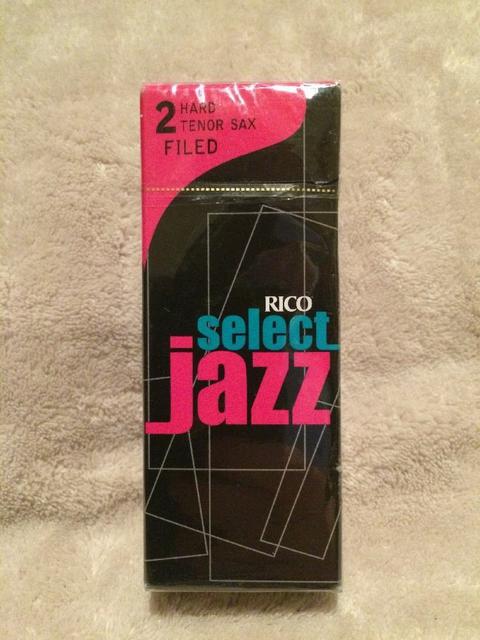 2 HARD
TENOR SAX
FILED
RICO
select
jazz